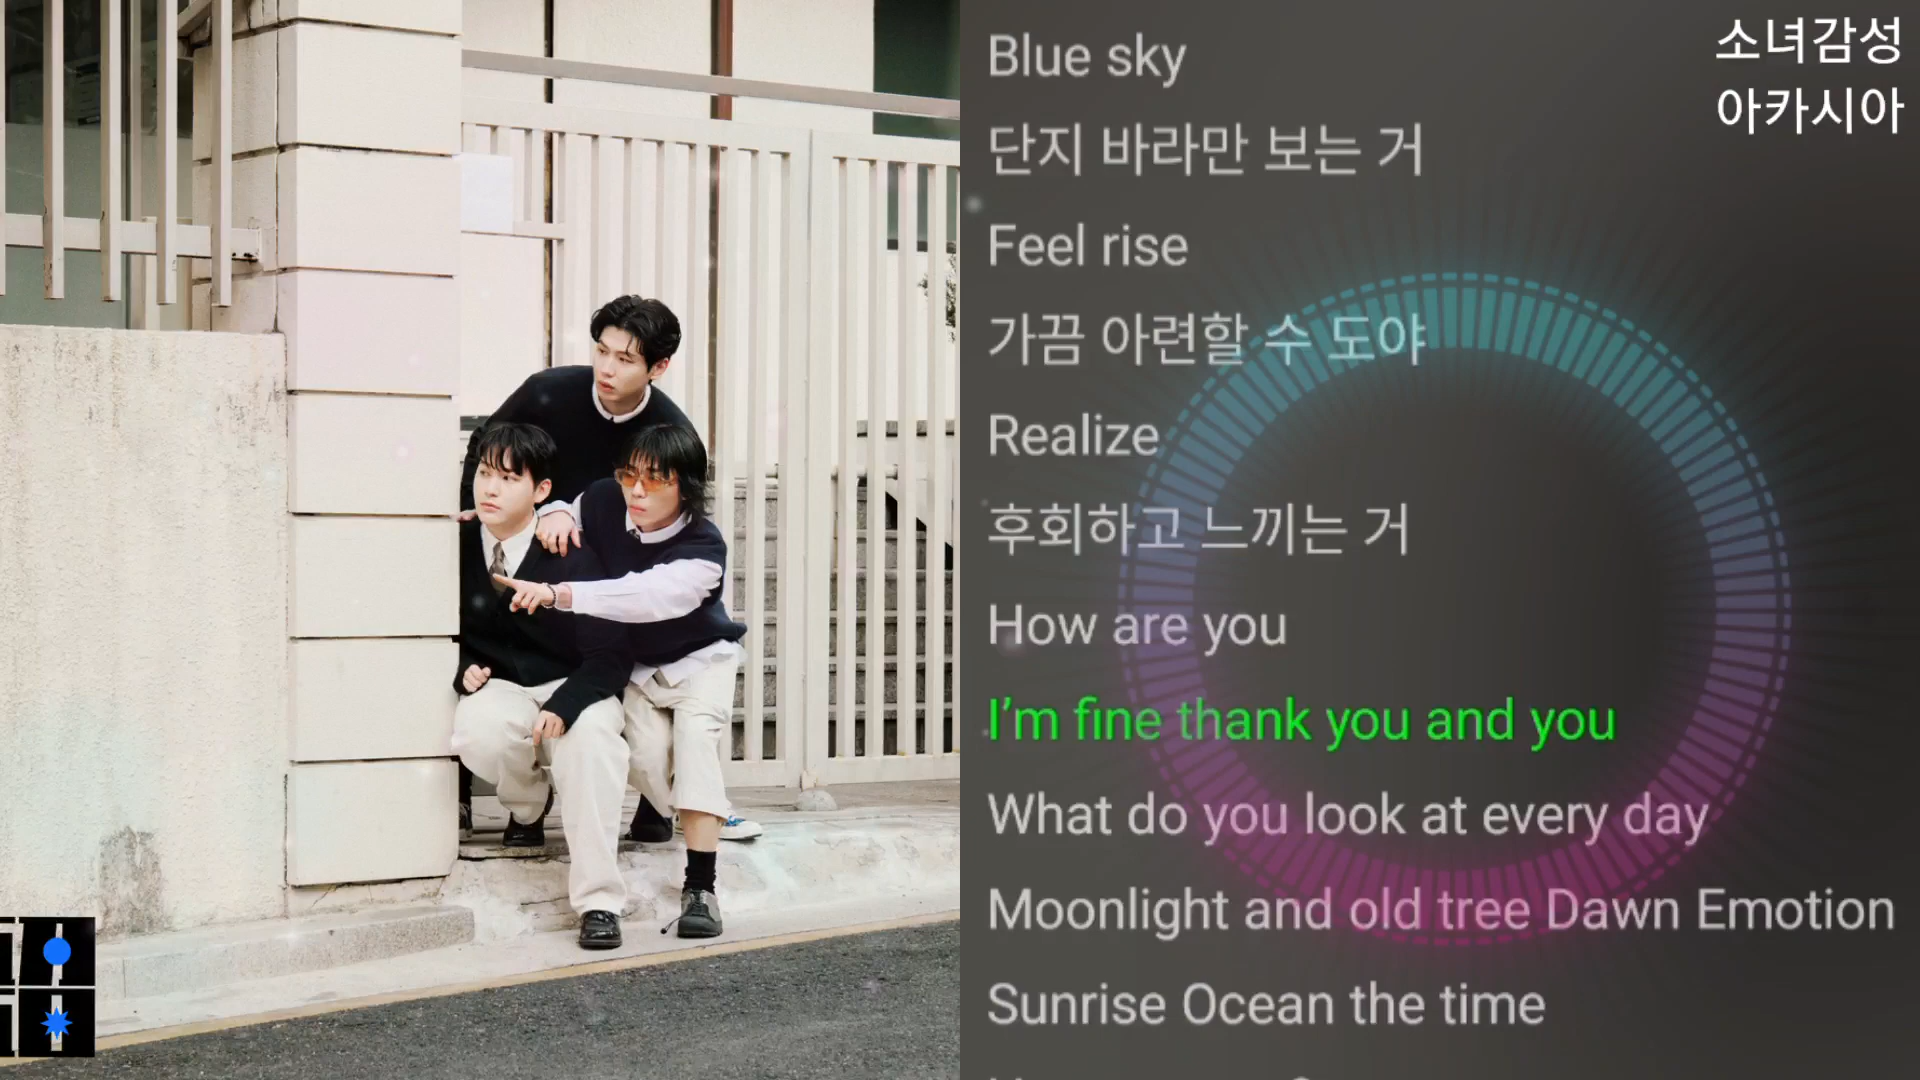 소녀감성
아카시아
Blue sky
단지 바라만 보는 거
Feel rise
가끔 아련할 수 도야
Realize
후회하고 느끼는 거
How are you
I'm fine thank you and you
What do you look at every day
Moonlight and old tree Dawn Emotion
Sunrise Ocean the time